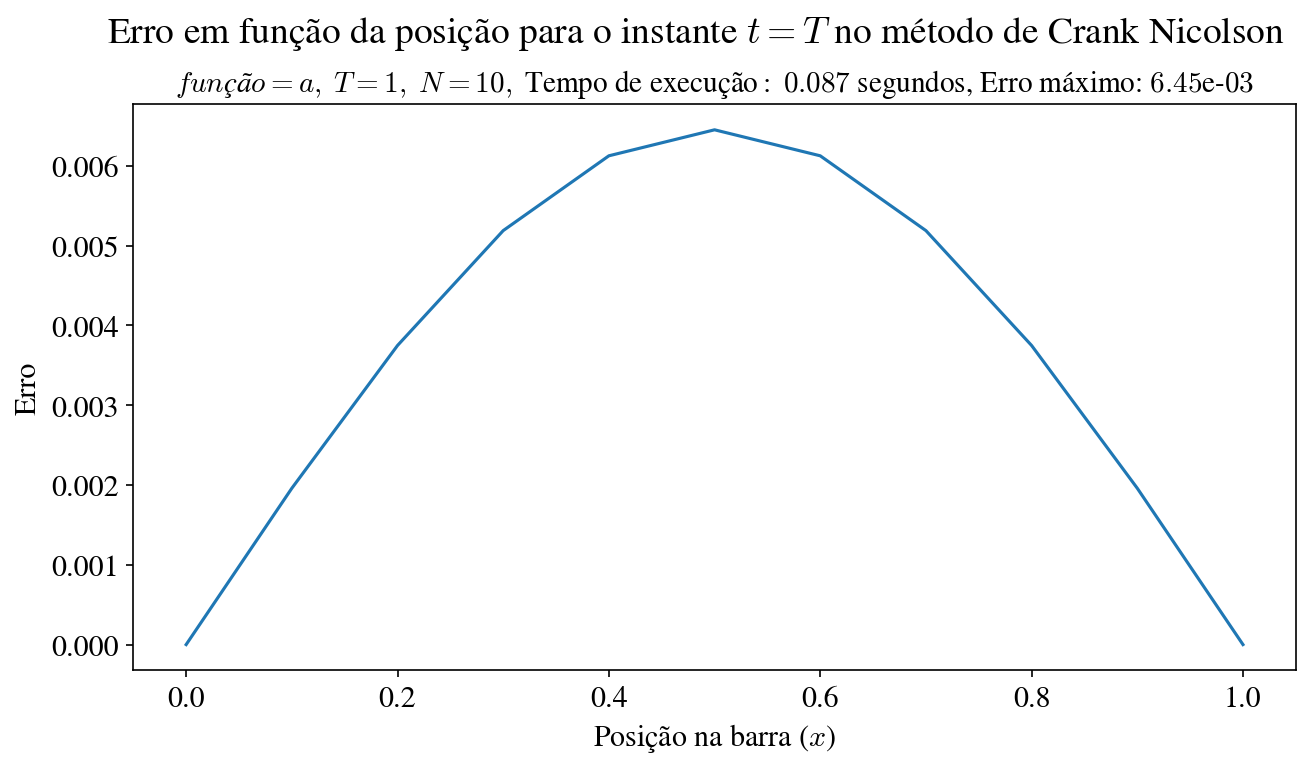 Erro em função da posição para o instante t = T no método de Crank Nicolson
função = a, T = 1, N = 10, Tempo de execução : 0.087 segundos, Erro máximo: 6.45e-03
0.006
0.005
0.004
0.003
0.002
0.001
0.000
Erro
0.0 0.2 0.4 0.6 0.8 1.0
Posição na barra (x)